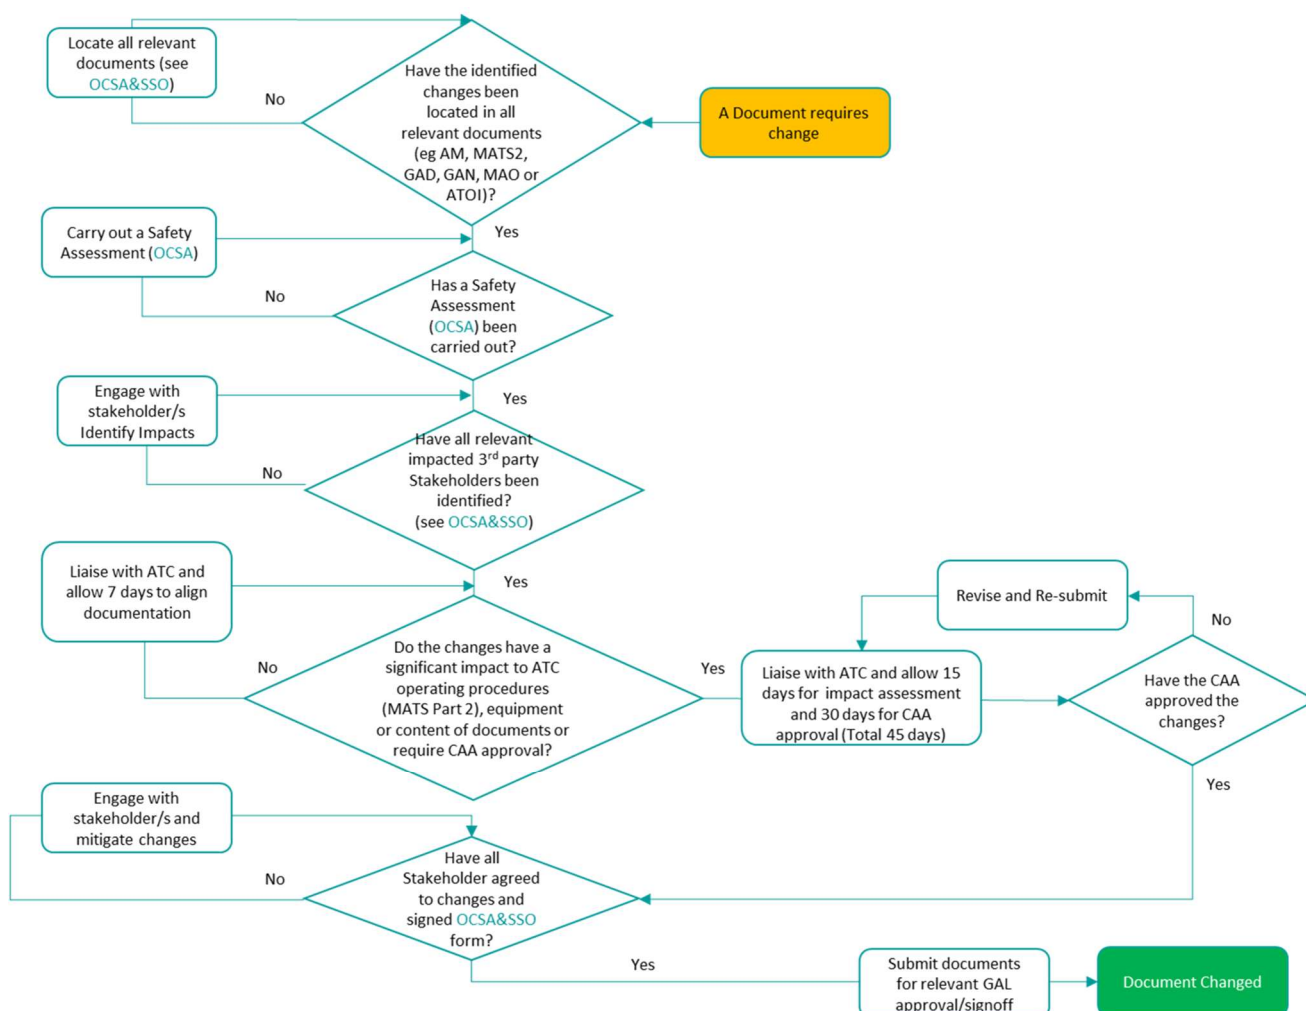 Locate all relevant
documents (see
OCSA&SSO)
No
Have the identified
changes been
located in all
relevant documents
(eg AM, MATS2,
GAD, GAN, MAO or
ATOI)?
A Document requires
change
Yes
Carry out a Safety
Assessment (OCSA)
No
Has a Safety
Assessment
(OCSA) been
carried out?
Yes
Engage with
stakeholder/s
Identify Impacts
No
Have all relevant
impacted 3rd party
Stakeholders been
identified?
(see OCSA&SSO)
Yes
Liaise with ATC and
allow 7 days to align
documentation
No
Do the changes have a
significant impact to ATC
operating procedures
(MATS Part 2), equipment
or content of documents or
require CAA approval?
Yes
Liaise with ATC and allow 15
days for impact assessment
and 30 days for CAA
approval (Total 45 days)
Revise and Re-submit
No
Have the CAA
approved the
changes?
Yes
Engage with
stakeholder/s and
mitigate changes
No
Have all
Stakeholder agreed
to changes and
signed OCSA&SSO
form?
Yes
Submit documents
for relevant GAL
approval/signoff
Document Changed